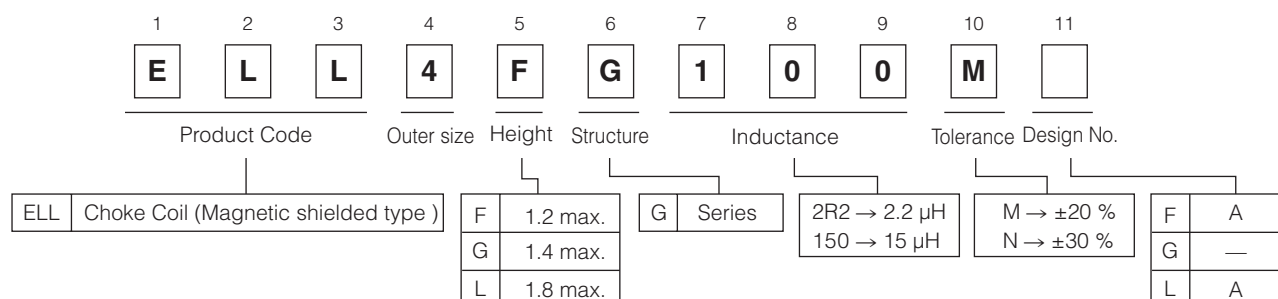 1 2 3 4 5 6 7 8 9 10 11
E L L 4 F G 1 0 0 M
Product Code Outer size Height Structure Inductance Tolerance Design No.
ELL Choke Coil (Magnetic shielded type )
F 1.2 max.
G 1.4 max.
L 1.8 max.
G Series
2R2 → 2.2 μH
150 → 15 μH
M → ±20 %
N → ±30 %
F A
G —
L A